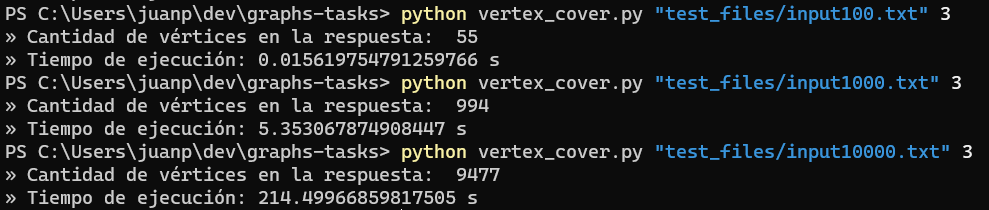 PS C:\Users\juanp\dev\graphs-tasks> python vertex_cover.py "test_files/input100.txt" 3
» Cantidad de vértices en la respuesta:  55
» Tiempo de ejecución: 0.015619754791259766 s
PS C:\Users\juanp\dev\graphs-tasks> python vertex_cover.py "test_files/input1000.txt" 3
» Cantidad de vértices en la respuesta:  994
» Tiempo de ejecución: 5.353067874908447 s
PS C:\Users\juanp\dev\graphs-tasks> python vertex_cover.py "test_files/input10000.txt" 3
» Cantidad de vértices en la respuesta:  9477
» Tiempo de ejecución: 214.49966859817505 s